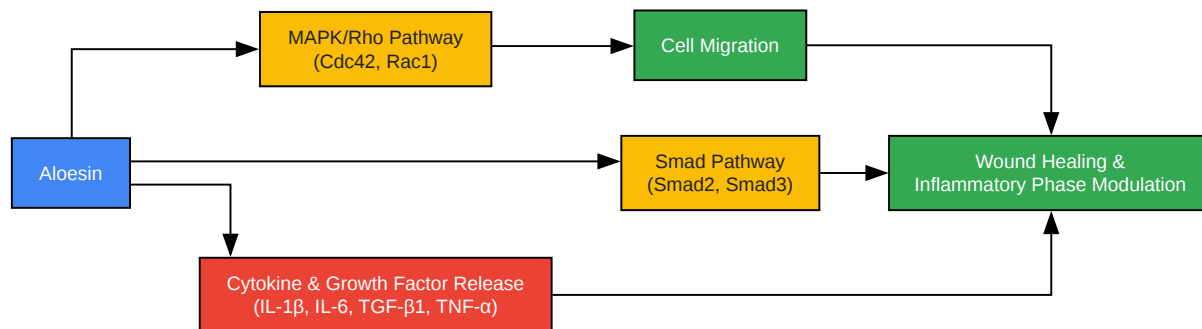 MAPK/Rho Pathway
(Cdc42, Rac1)
Cell Migration
Aloesin
Smad Pathway
(Smad2, Smad3)
Wound Healing &
Inflammatory Phase Modulation
Cytokine & Growth Factor Release
(IL-1β, IL-6, TGF-β1, TNF-α)